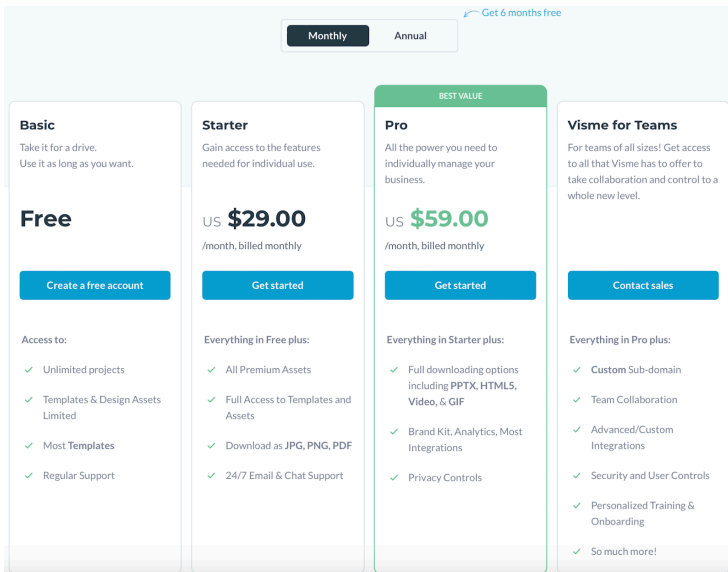 Get 6 months free
Monthly
Annual
Basic
Take it for a drive.
Use it as long as you want.
Free
Create a free account
Access to:
Unlimited projects
Templates & Design Assets
Limited
Most Templates
Regular Support
Starter
Gain access to the features
needed for individual use.
US $29.00
/month, billed monthly
Get started
Everything in Free plus:
All Premium Assets
Full Access to Templates and
Assets
Download as JPG, PNG, PDF
24/7 Email & Chat Support
BEST VALUE
Pro
All the power you need to
individually manage your
business.
US $59.00
/month, billed monthly
Get started
Everything in Starter plus:
Full downloading options
including PPTX, HTML5,
Video, & GIF
Brand Kit, Analytics, Most
Integrations
Privacy Controls
Visme for Teams
For teams of all sizes! Get access
to all that Visme has to offer to
take collaboration and control to a
whole new level.
Contact sales
Everything in Pro plus:
Custom Sub-domain
Team Collaboration
Advanced/Custom
Integrations
Security and User Controls
Personalized Training &
Onboarding
So much more!